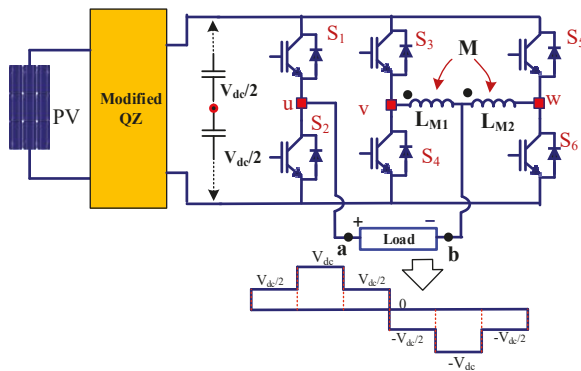 S1
S3
S5
M
PV
Modified
QZ
Vdc/2
Vdc/2
u
v
w
LM1
LM2
S2
S4
S6
+
−
Load
a
b
Vdc
Vdc/2
Vdc/2
0
-Vdc/2
-Vdc/2
-Vdc